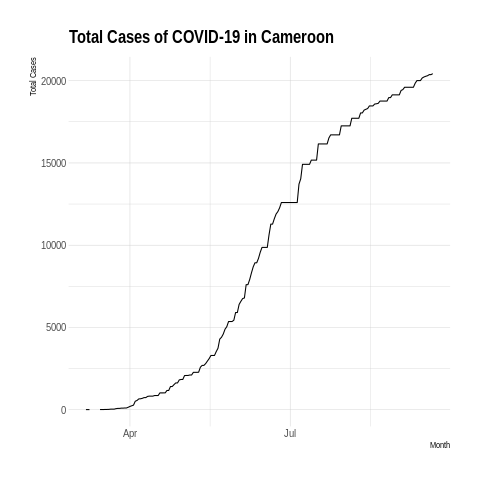 Total Cases of COVID-19 in Cameroon
Total Cases
20000
15000
10000
5000
0
Apr
Jul
Month